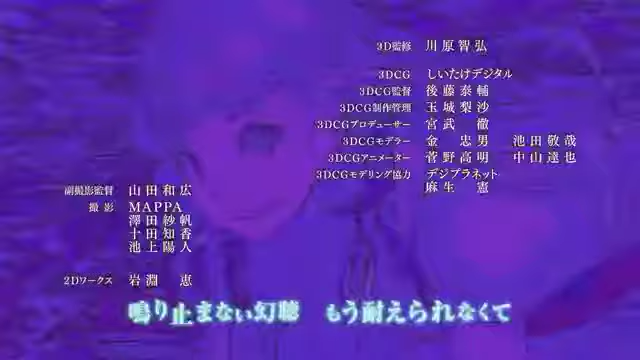 3D監修 川原智弘
3DCG しいたけデジタル
3DCG監督 後藤泰輔
3DCG制作管理 玉城梨沙
3DCGプロデューサー 宮武 徹
3DCGモデラー 金 忠男 池田敬哉
3DCGアニメーター 菅野高明 中山達也
3DCGモデリング協力 デジプラネット
麻生 憲
副撮影監督 山田和広
撮影 MAPPA
澤田紗帆
十田知香
池上陽人
2Dワークス 岩淵 恵
鳴り止まない幻聴 もう耐えられなくて